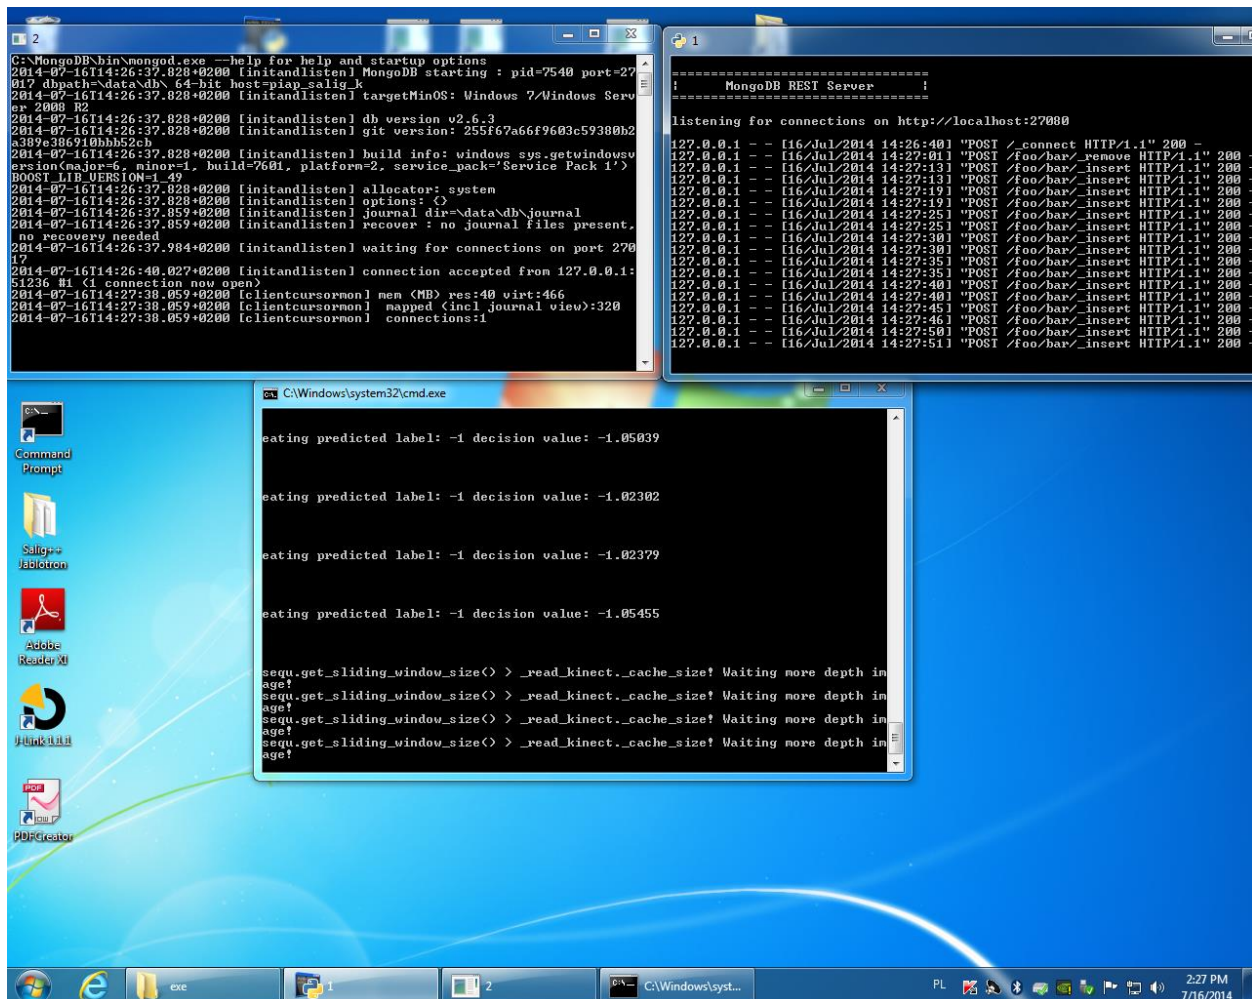 2
C:\MongoDB\bin\mongod.exe --help for help and startup options
2014-07-16T14:26:37.828+0200 [initandlisten] MongoDB starting : pid=7540 port=27
017 dbpath=\data\db\ 64-bit host=piap_salig_k
2014-07-16T14:26:37.828+0200 [initandlisten] targetMinOS: Windows 7/Windows Serv
er 2008 R2
2014-07-16T14:26:37.828+0200 [initandlisten] db version v2.6.3
2014-07-16T14:26:37.828+0200 [initandlisten] git version: 255f67a66f9603c59380b2
a389e386910bbb52cb
2014-07-16T14:26:37.828+0200 [initandlisten] build info: windows sys.getwindowsv
ersion(major=6, minor=1, build=7601, platform=2, service_pack='Service Pack 1')
BOOST_LIB_VERSION=1_49
2014-07-16T14:26:37.828+0200 [initandlisten] allocator: system
2014-07-16T14:26:37.828+0200 [initandlisten] options: {}
2014-07-16T14:26:37.859+0200 [initandlisten] journal dir=\data\db\journal
2014-07-16T14:26:37.859+0200 [initandlisten] recover : no journal files present,
no recovery needed
2014-07-16T14:26:37.984+0200 [initandlisten] waiting for connections on port 270
17
2014-07-16T14:26:40.027+0200 [initandlisten] connection accepted from 127.0.0.1:
51236 #1 (1 connection now open)
2014-07-16T14:27:38.059+0200 [clientcursormon] mem (MB) res:40 virt:466
2014-07-16T14:27:38.059+0200 [clientcursormon]  mapped (incl journal view):320
2014-07-16T14:27:38.059+0200 [clientcursormon]  connections:1
1
=================================
|      MongoDB REST Server      |
=================================
listening for connections on http://localhost:27080
127.0.0.1 - - [16/Jul/2014 14:26:40] "POST /_connect HTTP/1.1" 200 -
127.0.0.1 - - [16/Jul/2014 14:27:01] "POST /foo/bar/_remove HTTP/1.1" 200 -
127.0.0.1 - - [16/Jul/2014 14:27:13] "POST /foo/bar/_insert HTTP/1.1" 200 -
127.0.0.1 - - [16/Jul/2014 14:27:13] "POST /foo/bar/_insert HTTP/1.1" 200 -
127.0.0.1 - - [16/Jul/2014 14:27:19] "POST /foo/bar/_insert HTTP/1.1" 200 -
127.0.0.1 - - [16/Jul/2014 14:27:19] "POST /foo/bar/_insert HTTP/1.1" 200 -
127.0.0.1 - - [16/Jul/2014 14:27:25] "POST /foo/bar/_insert HTTP/1.1" 200 -
127.0.0.1 - - [16/Jul/2014 14:27:25] "POST /foo/bar/_insert HTTP/1.1" 200 -
127.0.0.1 - - [16/Jul/2014 14:27:30] "POST /foo/bar/_insert HTTP/1.1" 200 -
127.0.0.1 - - [16/Jul/2014 14:27:30] "POST /foo/bar/_insert HTTP/1.1" 200 -
127.0.0.1 - - [16/Jul/2014 14:27:35] "POST /foo/bar/_insert HTTP/1.1" 200 -
127.0.0.1 - - [16/Jul/2014 14:27:35] "POST /foo/bar/_insert HTTP/1.1" 200 -
127.0.0.1 - - [16/Jul/2014 14:27:40] "POST /foo/bar/_insert HTTP/1.1" 200 -
127.0.0.1 - - [16/Jul/2014 14:27:40] "POST /foo/bar/_insert HTTP/1.1" 200 -
127.0.0.1 - - [16/Jul/2014 14:27:45] "POST /foo/bar/_insert HTTP/1.1" 200 -
127.0.0.1 - - [16/Jul/2014 14:27:46] "POST /foo/bar/_insert HTTP/1.1" 200 -
127.0.0.1 - - [16/Jul/2014 14:27:50] "POST /foo/bar/_insert HTTP/1.1" 200 -
127.0.0.1 - - [16/Jul/2014 14:27:51] "POST /foo/bar/_insert HTTP/1.1" 200 -
C:\Windows\system32\cmd.exe
eating predicted label: -1 decision value: -1.05039
eating predicted label: -1 decision value: -1.02302
eating predicted label: -1 decision value: -1.02379
eating predicted label: -1 decision value: -1.05455
sequ.get_sliding_window_size() > _read_kinect._cache_size! Waiting more depth im
age!
sequ.get_sliding_window_size() > _read_kinect._cache_size! Waiting more depth im
age!
sequ.get_sliding_window_size() > _read_kinect._cache_size! Waiting more depth im
age!
sequ.get_sliding_window_size() > _read_kinect._cache_size! Waiting more depth im
age!
Command
Prompt
Salig++
Jablotron
Adobe
Reader XI
J-Link 1.1.1
PDFCreator
exe
1
2
C:\Windows\syst...
PL
2:27 PM
7/16/2014